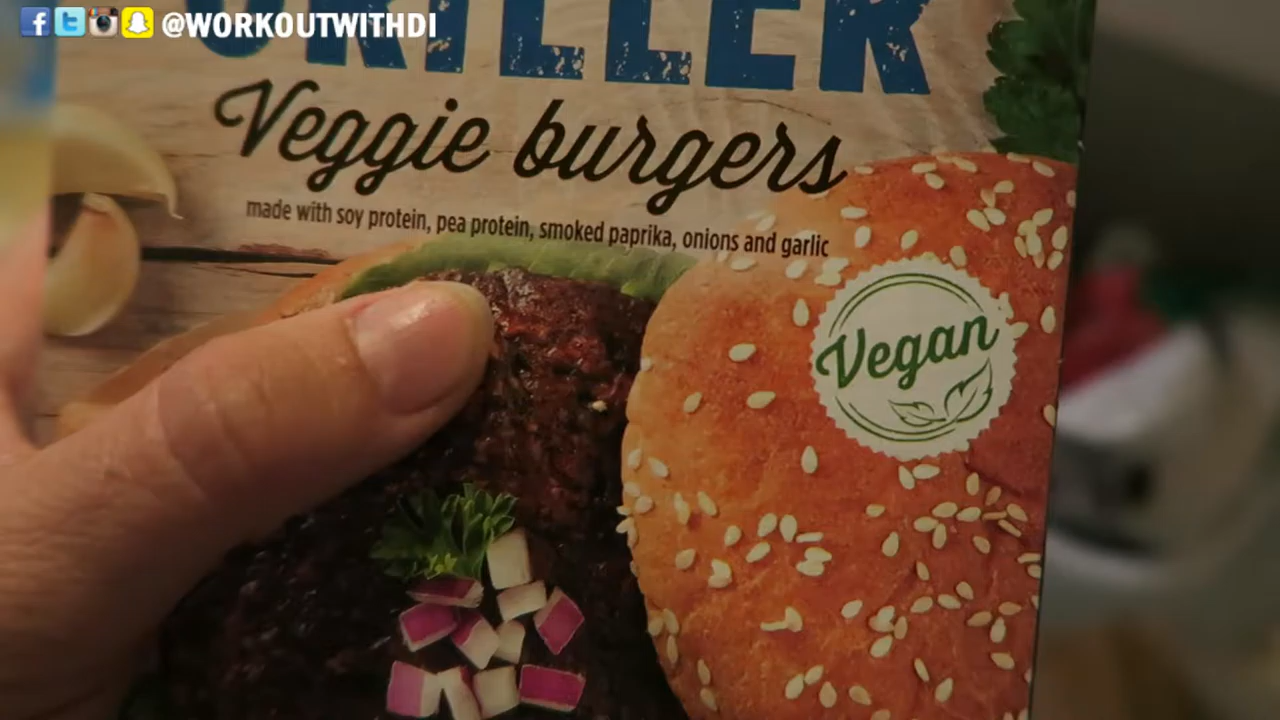 @WORKOUTWITHDI
Veggie burgers
made with soy protein, pea protein, smoked paprika, onions and garlic
Vegan